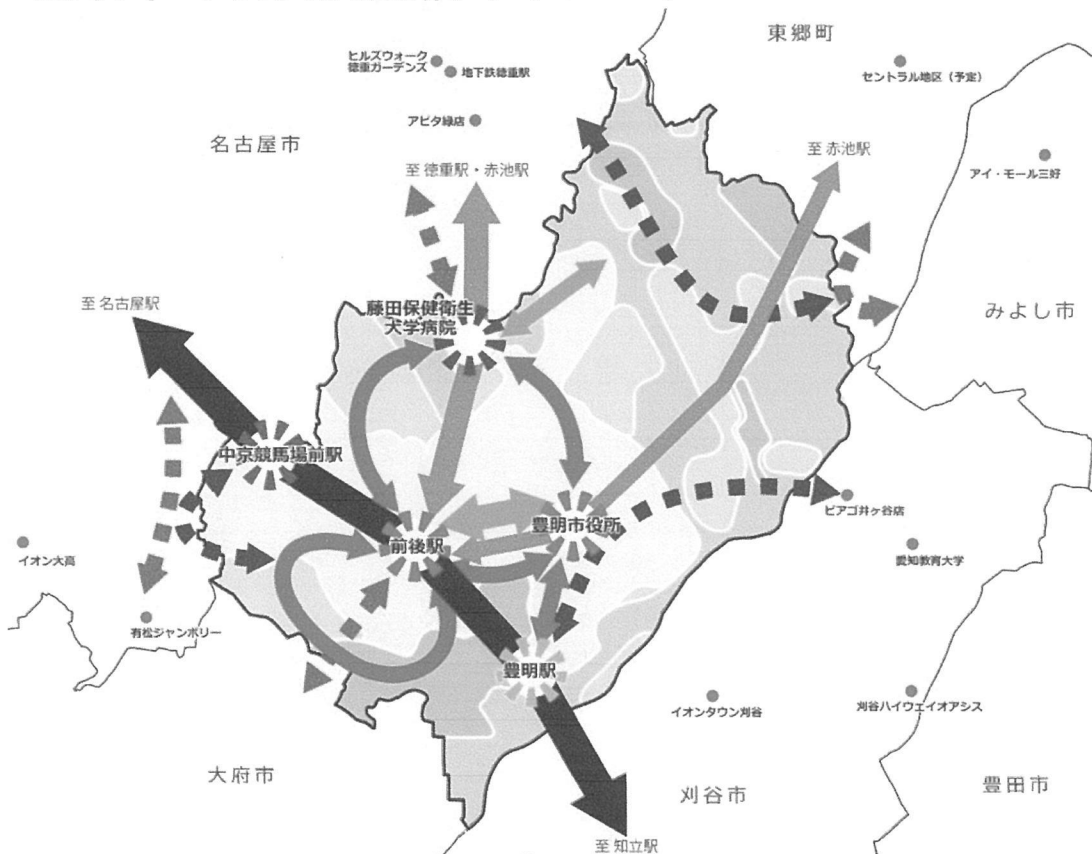 東郷町
ヒルズウォーク
徳重ガーデンズ
地下鉄徳重駅
セントラル地区（予定）
アピタ緑店
名古屋市
至 赤池駅
アイ・モール三好
至 徳重駅・赤池駅
至 名古屋駅
藤田保健衛生
大学病院
みよし市
中京競馬場前駅
ピアゴ井ヶ谷店
豊明市役所
前後駅
イオン大高
愛知教育大学
有松ジャンボリー
豊明駅
イオンタウン刈谷
刈谷ハイウェイオアシス
大府市
刈谷市
豊田市
至 知立駅